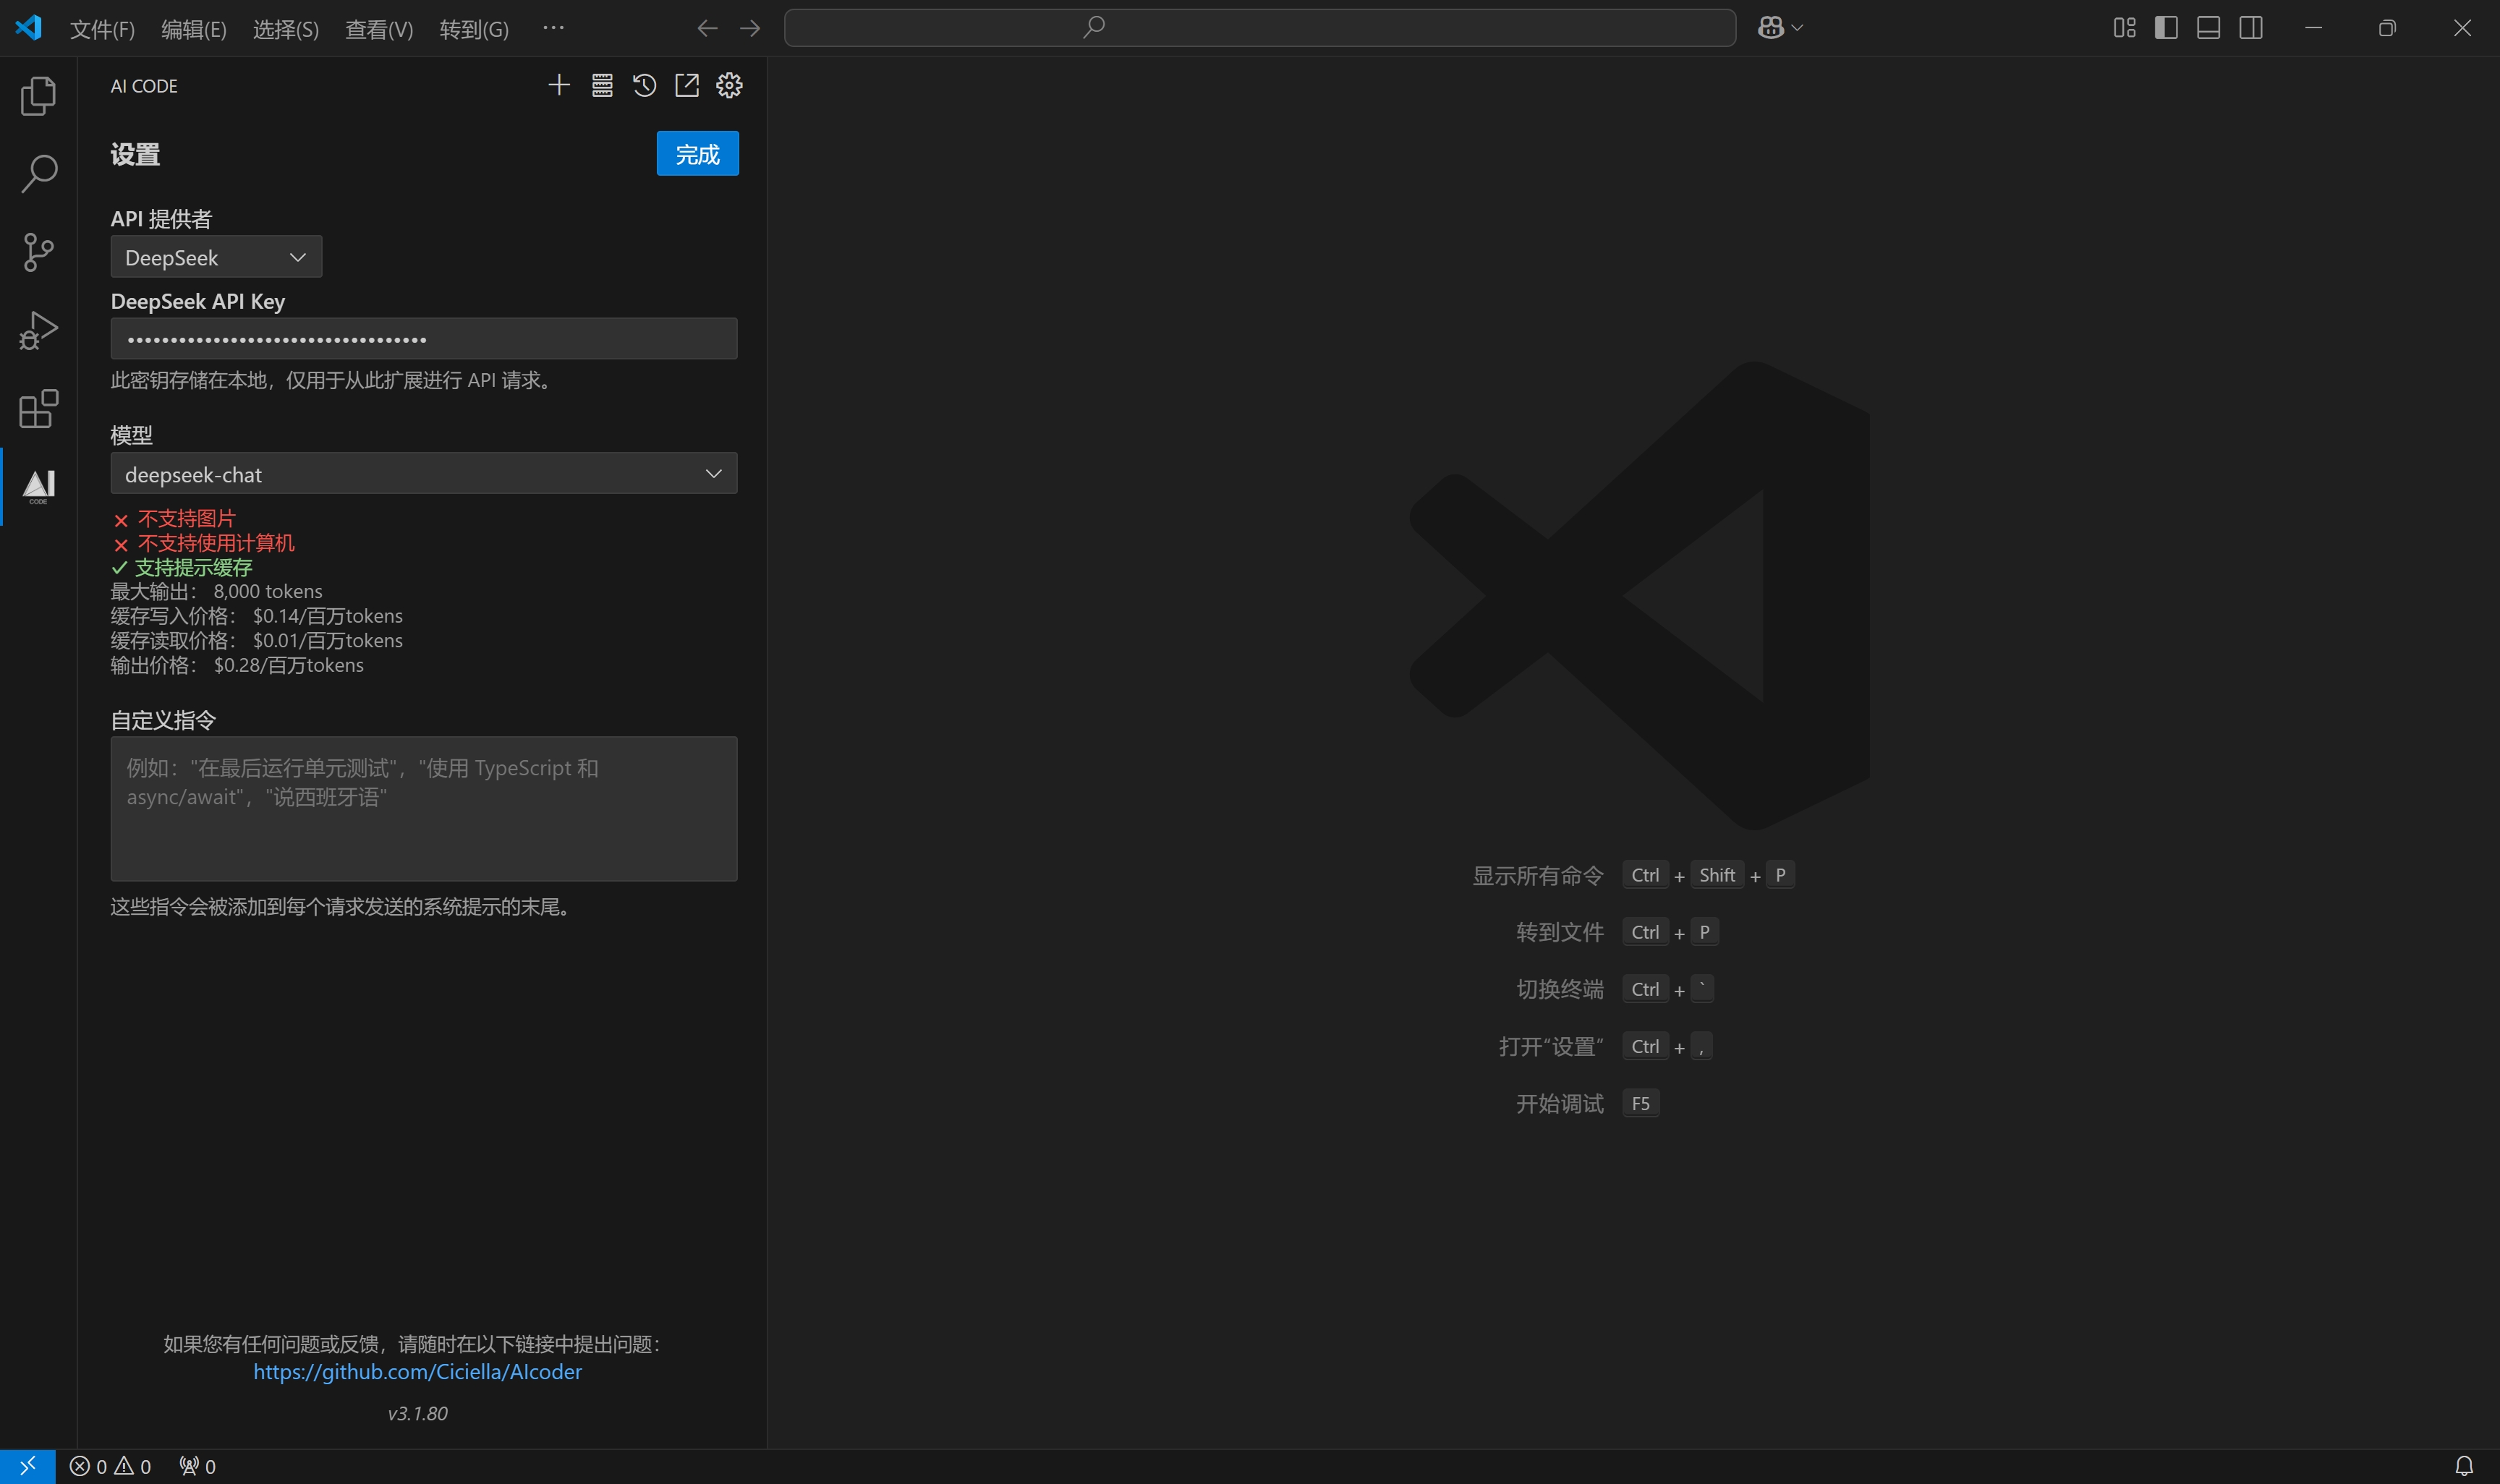 文件(F) 编辑(E) 选择(S) 查看(V) 转到(G) ···
AI CODE
设置
完成
API 提供者
DeepSeek
DeepSeek API Key
•••••••••••••••••••••••••••••••••••
此密钥存储在本地，仅用于从此扩展进行 API 请求。
模型
deepseek-chat
✕ 不支持图片
✕ 不支持使用计算机
✓ 支持提示缓存
最大输出： 8,000 tokens
缓存写入价格： $0.14/百万tokens
缓存读取价格： $0.01/百万tokens
输出价格： $0.28/百万tokens
自定义指令
例如："在最后运行单元测试"，"使用 TypeScript 和
async/await"，"说西班牙语"
这些指令会被添加到每个请求发送的系统提示的末尾。
如果您有任何问题或反馈，请随时在以下链接中提出问题：
https://github.com/Ciciella/AIcoder
v3.1.80
AI
CODE
显示所有命令 Ctrl + Shift + P
转到文件 Ctrl + P
切换终端 Ctrl + `
打开“设置” Ctrl + ,
开始调试 F5
0 0 0